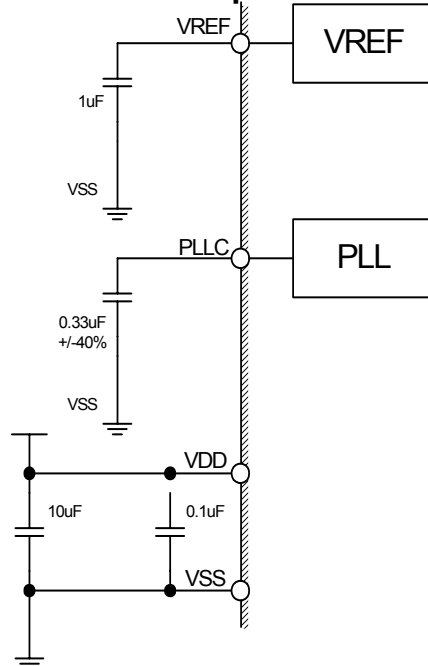 VREF
VREF
1uF
VSS
PLLC
PLL
0.33uF
+/-40%
VSS
VDD
10uF
0.1uF
VSS